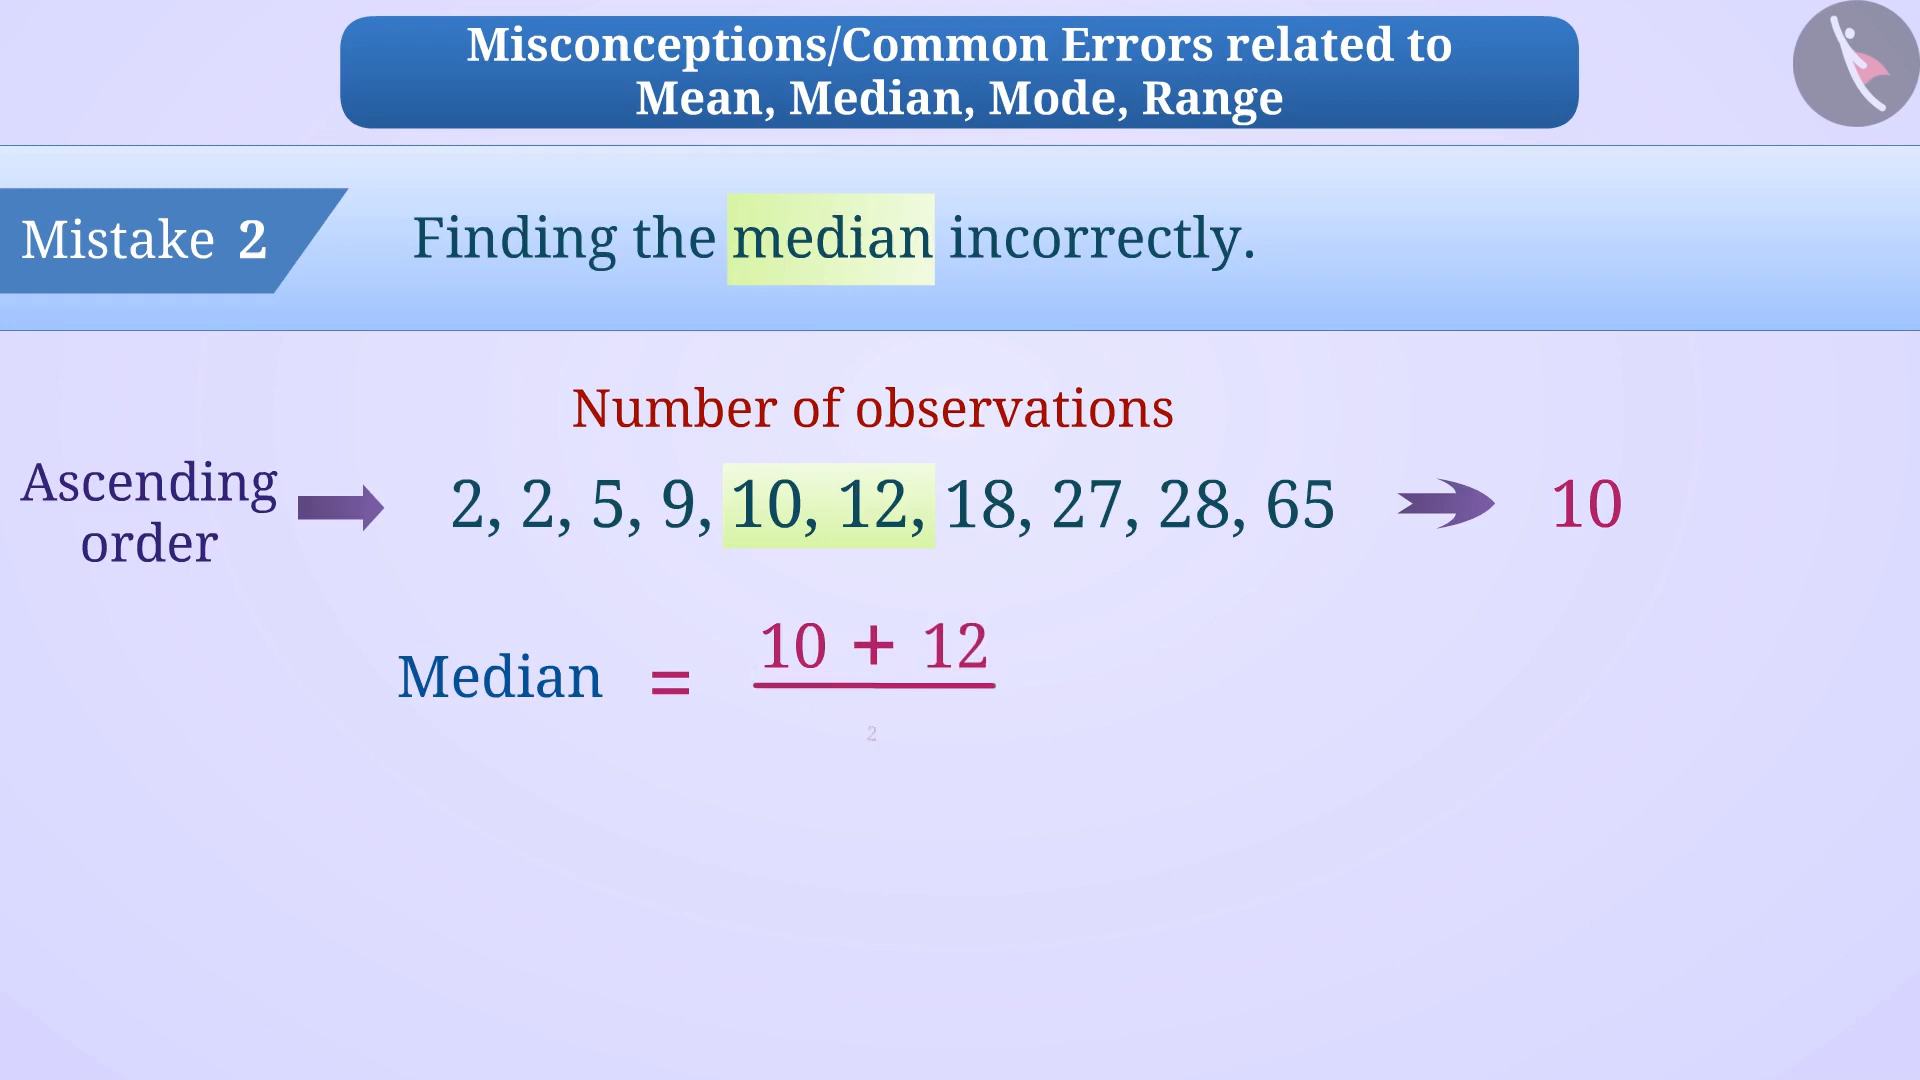 Misconceptions/Common Errors related to
Mean, Median, Mode, Range
Mistake 2
Finding the median incorrectly.
Number of observations
Ascending
order
2, 2, 5, 9, 10, 12, 18, 27, 28, 65
10
Median = 10 + 12
2